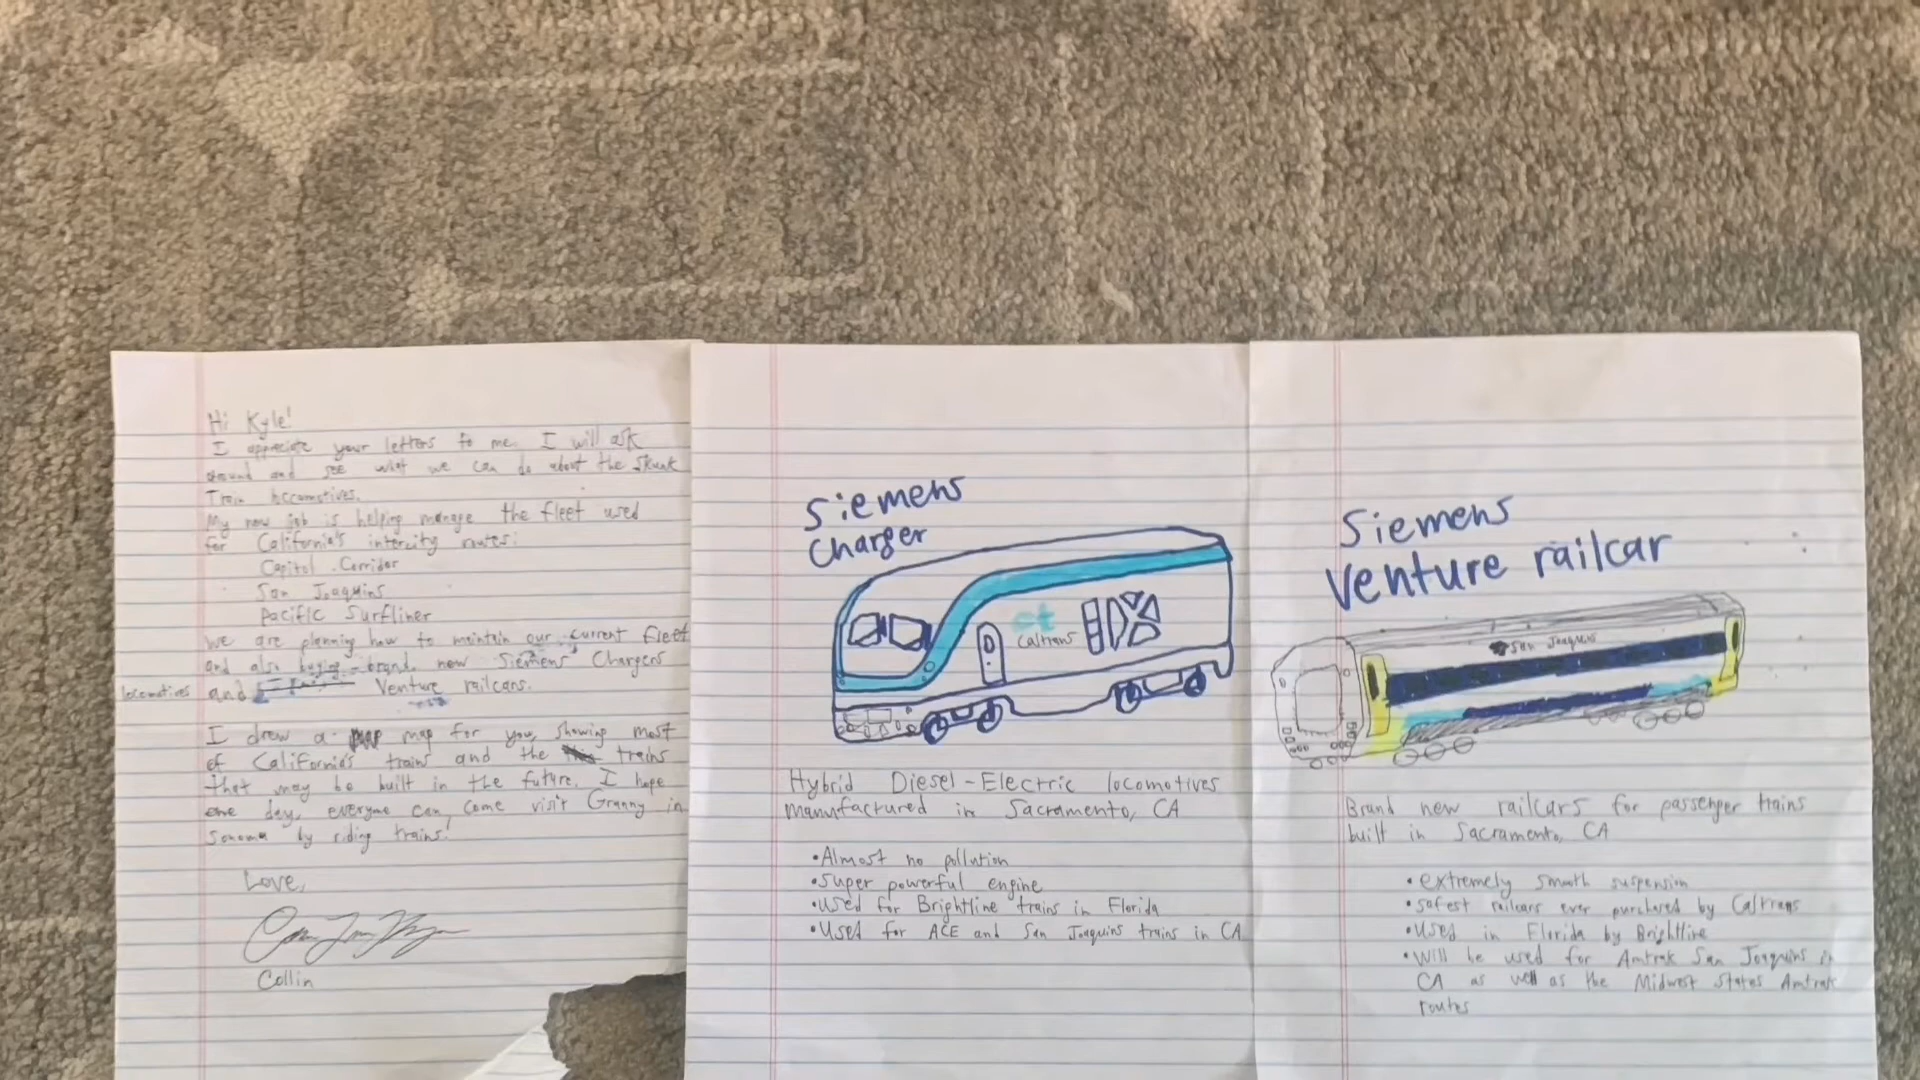 Hi Kyle!
I appreciate your letters to me. I will ask
around and see what we can do about the Skunk
Train locomotives.
My new job is helping manage the fleet used
for California's intercity routes:
Capitol Corridor
San Joaquins
Pacific Surfliner
We are planning how to maintain our current fleet
and also buying brand new Siemens Chargers
locomotives and Venture railcars.
I drew a map for you, showing most
of California's trains and the trains
that may be built in the future. I hope
one day, everyone can come visit Granny in
Sonoma by riding trains!
Love,
Collin
Siemens
Charger
ct
Caltrans
Hybrid Diesel-Electric locomotives
manufactured in Sacramento, CA
•Almost no pollution
•Super powerful engine
•Used for Brightline trains in Florida
•Used for ACE and San Joaquins trains in CA
Siemens
Venture railcar
San Joaquins
Brand new railcars for passenger trains
built in Sacramento, CA
•extremely smooth suspension
•safest railcars ever purchased by Caltrans
•Used in Florida by Brightline
•Will be used for Amtrak San Joaquins in
CA as well as the Midwest States Amtrak
routes